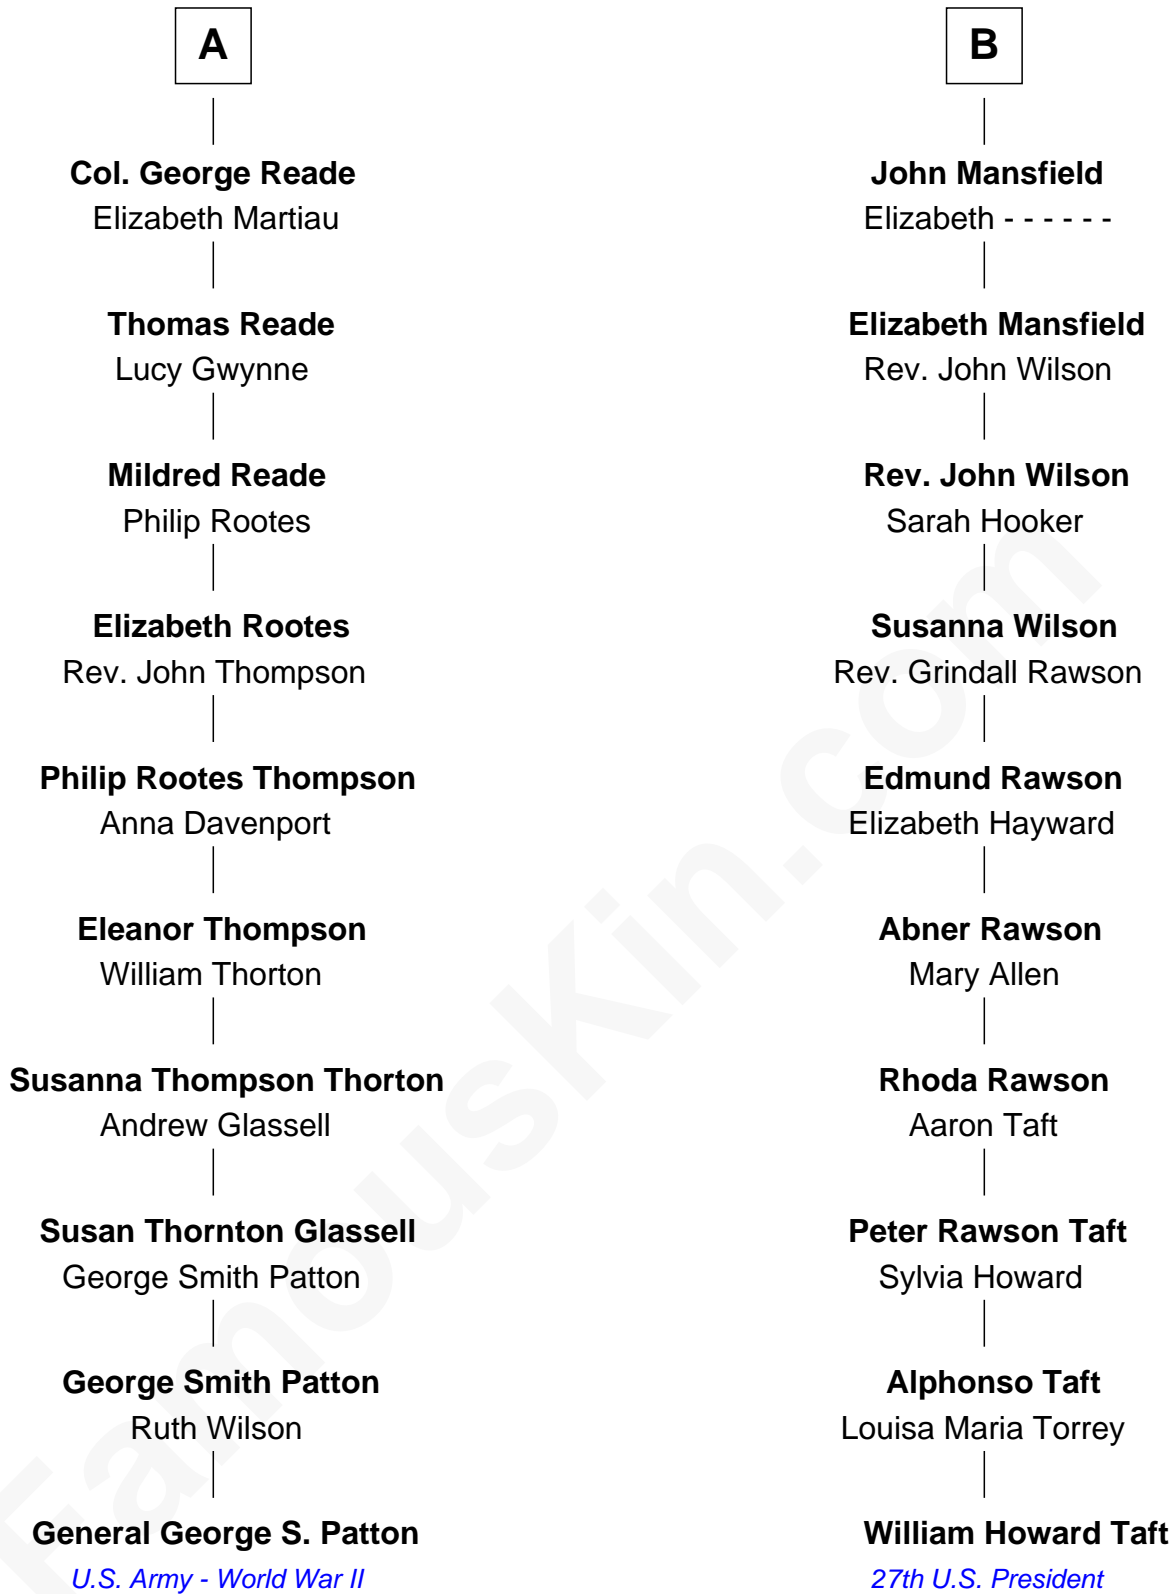 A
Col. George Reade
Elizabeth Martiau
Thomas Reade
Lucy Gwynne
Mildred Reade
Philip Rootes
Elizabeth Rootes
Rev. John Thompson
Philip Rootes Thompson
Anna Davenport
Eleanor Thompson
William Thorton
Susanna Thompson Thorton
Andrew Glassell
Susan Thornton Glassell
George Smith Patton
George Smith Patton
Ruth Wilson
General George S. Patton
U.S. Army - World War II
B
John Mansfield
Elizabeth - - - - - -
Elizabeth Mansfield
Rev. John Wilson
Rev. John Wilson
Sarah Hooker
Susanna Wilson
Rev. Grindall Rawson
Edmund Rawson
Elizabeth Hayward
Abner Rawson
Mary Allen
Rhoda Rawson
Aaron Taft
Peter Rawson Taft
Sylvia Howard
Alphonso Taft
Louisa Maria Torrey
William Howard Taft
27th U.S. President
FamousKin.com